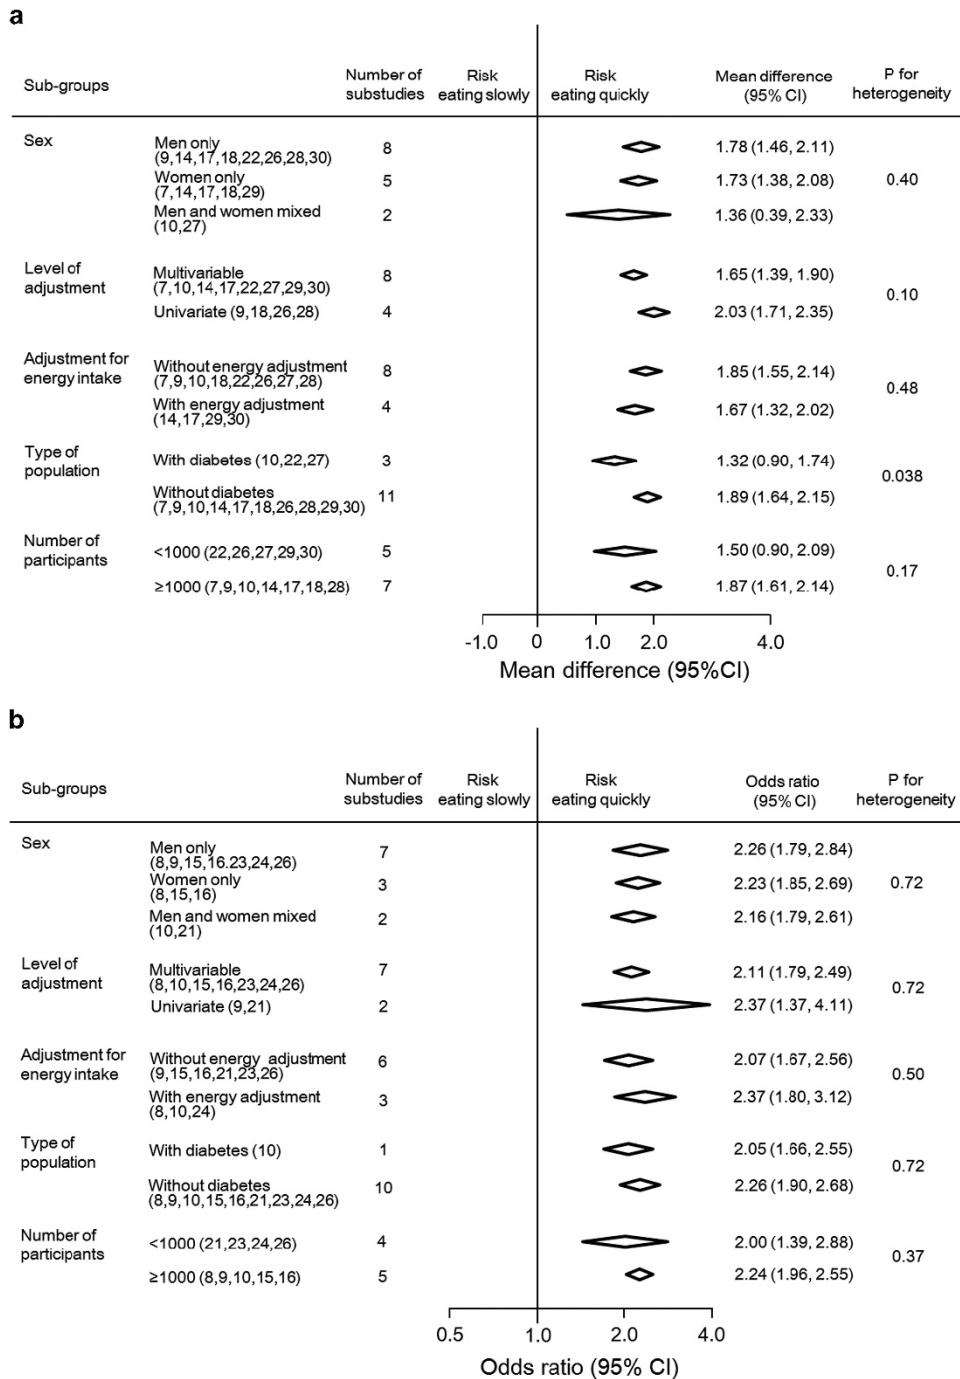 a
Sub-groups
Number of substudies
Risk eating slowly
Risk eating quickly
Mean difference (95% CI)
P for heterogeneity
Sex
Men only (9,14,17,18,22,26,28,30) 8 1.78 (1.46, 2.11)
Women only (7,14,17,18,29) 5 1.73 (1.38, 2.08) 0.40
Men and women mixed (10,27) 2 1.36 (0.39, 2.33)
Level of adjustment
Multivariable (7,10,14,17,22,27,29,30) 8 1.65 (1.39, 1.90) 0.10
Univariate (9,18,26,28) 4 2.03 (1.71, 2.35)
Adjustment for energy intake
Without energy adjustment (7,9,10,18,22,26,27,28) 8 1.85 (1.55, 2.14) 0.48
With energy adjustment (14,17,29,30) 4 1.67 (1.32, 2.02)
Type of population
With diabetes (10,22,27) 3 1.32 (0.90, 1.74) 0.038
Without diabetes (7,9,10,14,17,18,26,28,29,30) 11 1.89 (1.64, 2.15)
Number of participants
<1000 (22,26,27,29,30) 5 1.50 (0.90, 2.09) 0.17
≥1000 (7,9,10,14,17,18,28) 7 1.87 (1.61, 2.14)
-1.0 0 1.0 2.0 4.0
Mean difference (95%CI)
b
Sub-groups
Number of substudies
Risk eating slowly
Risk eating quickly
Odds ratio (95% CI)
P for heterogeneity
Sex
Men only (8,9,15,16.23,24,26) 7 2.26 (1.79, 2.84)
Women only (8,15,16) 3 2.23 (1.85, 2.69) 0.72
Men and women mixed (10,21) 2 2.16 (1.79, 2.61)
Level of adjustment
Multivariable (8,10,15,16,23,24,26) 7 2.11 (1.79, 2.49) 0.72
Univariate (9,21) 2 2.37 (1.37, 4.11)
Adjustment for energy intake
Without energy adjustment (9,15,16,21,23,26) 6 2.07 (1.67, 2.56) 0.50
With energy adjustment (8,10,24) 3 2.37 (1.80, 3.12)
Type of population
With diabetes (10) 1 2.05 (1.66, 2.55) 0.72
Without diabetes (8,9,10,15,16,21,23,24,26) 10 2.26 (1.90, 2.68)
Number of participants
<1000 (21,23,24,26) 4 2.00 (1.39, 2.88) 0.37
≥1000 (8,9,10,15,16) 5 2.24 (1.96, 2.55)
0.5 1.0 2.0 4.0
Odds ratio (95% CI)